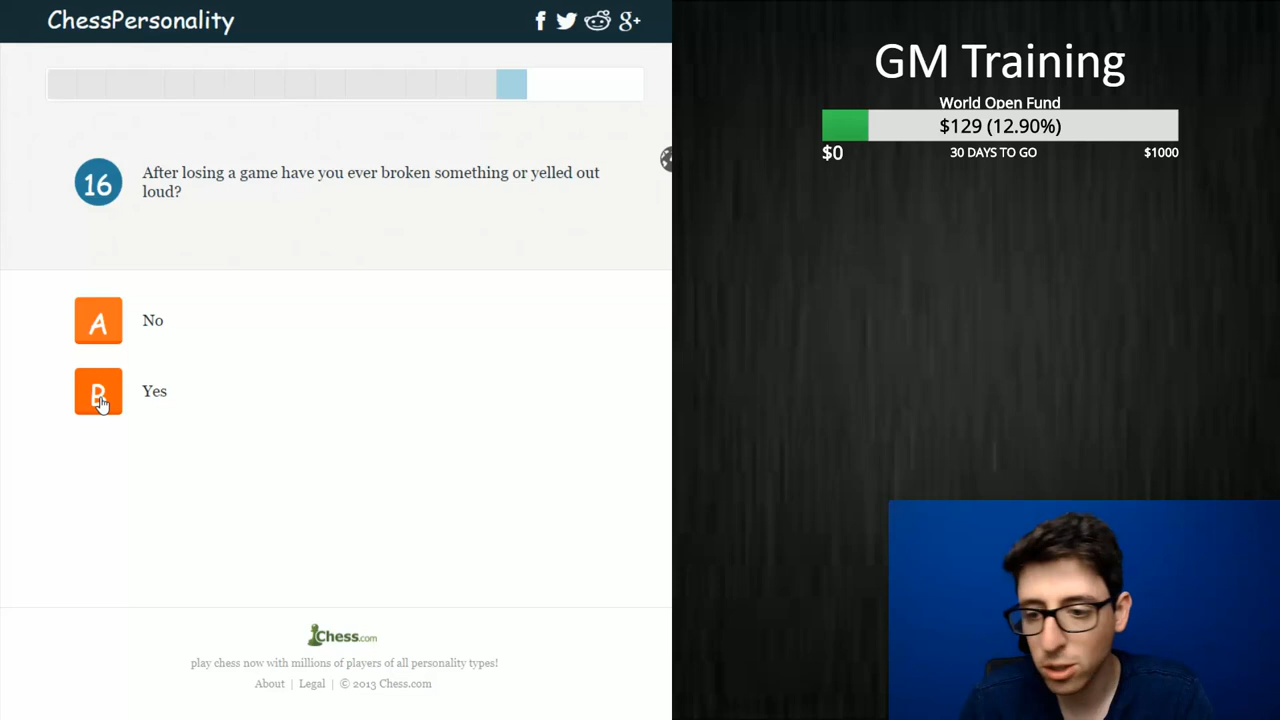 ChessPersonality
16
After losing a game have you ever broken something or yelled out
loud?
A
No
B
Yes
Chess.com
play chess now with millions of players of all personality types!
About | Legal | © 2013 Chess.com
GM Training
World Open Fund
$129 (12.90%)
$0
30 DAYS TO GO
$1000